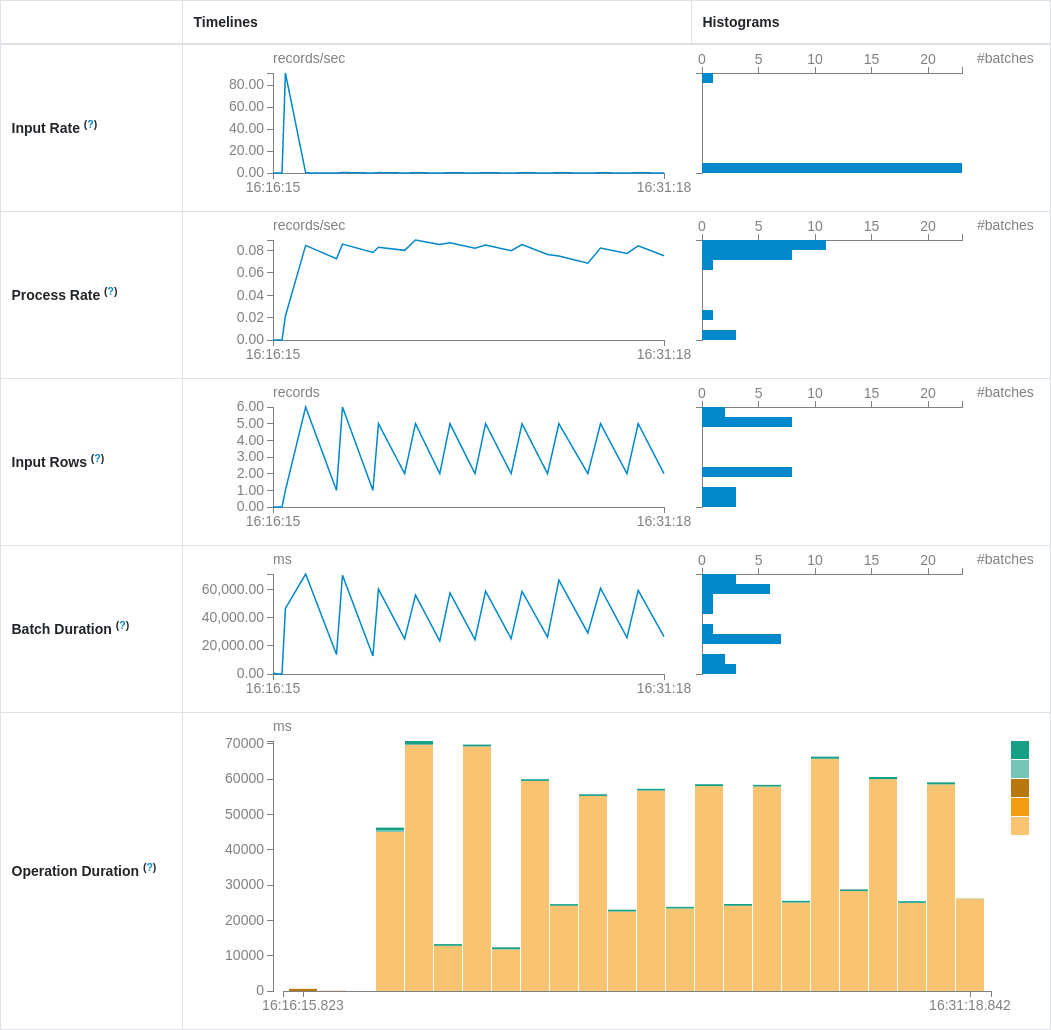 Timelines Histograms
Input Rate (?)
records/sec
80.00
60.00
40.00
20.00
0.00
16:16:15 16:31:18
0 5 10 15 20 #batches
Process Rate (?)
records/sec
0.08
0.06
0.04
0.02
0.00
16:16:15 16:31:18
0 5 10 15 20 #batches
Input Rows (?)
records
6.00
5.00
4.00
3.00
2.00
1.00
0.00
16:16:15 16:31:18
0 5 10 15 20 #batches
Batch Duration (?)
ms
60,000.00
40,000.00
20,000.00
0.00
16:16:15 16:31:18
0 5 10 15 20 #batches
Operation Duration (?)
ms
70000
60000
50000
40000
30000
20000
10000
0
16:16:15.823 16:31:18.842